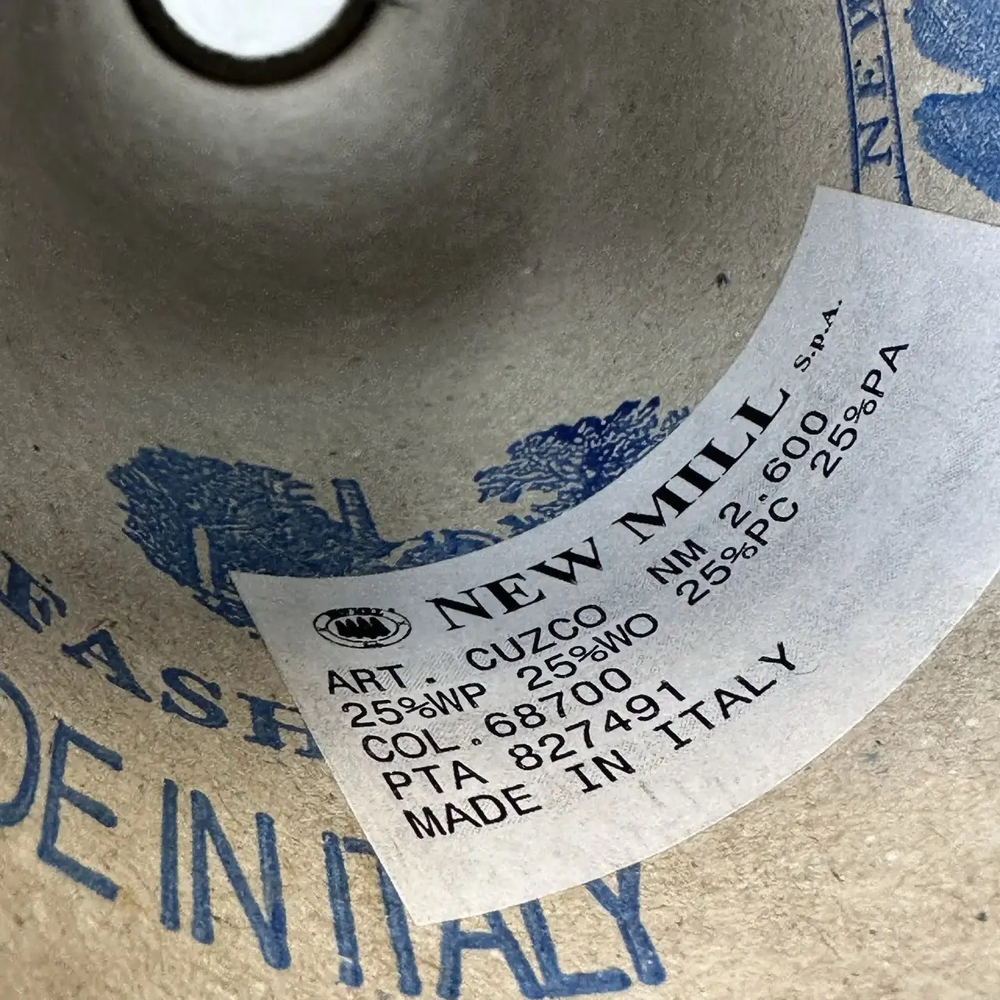 NEW
NEW MILL S.p.A.
ART. CUZCO NM 2.600
25%WP 25%WO 25%PC 25%PA
COL.68700
PTA 827491
MADE IN ITALY
E ASH
DE IN ITALY